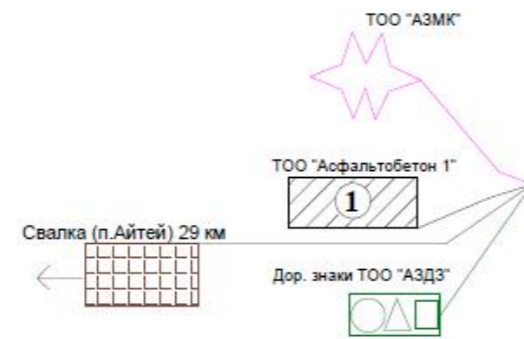 ТОО "АЗМК"
ТОО "Асфальтобетон 1"
1
Свалка (п.Айтей) 29 км
Дор. знаки ТОО "АЗДЗ"